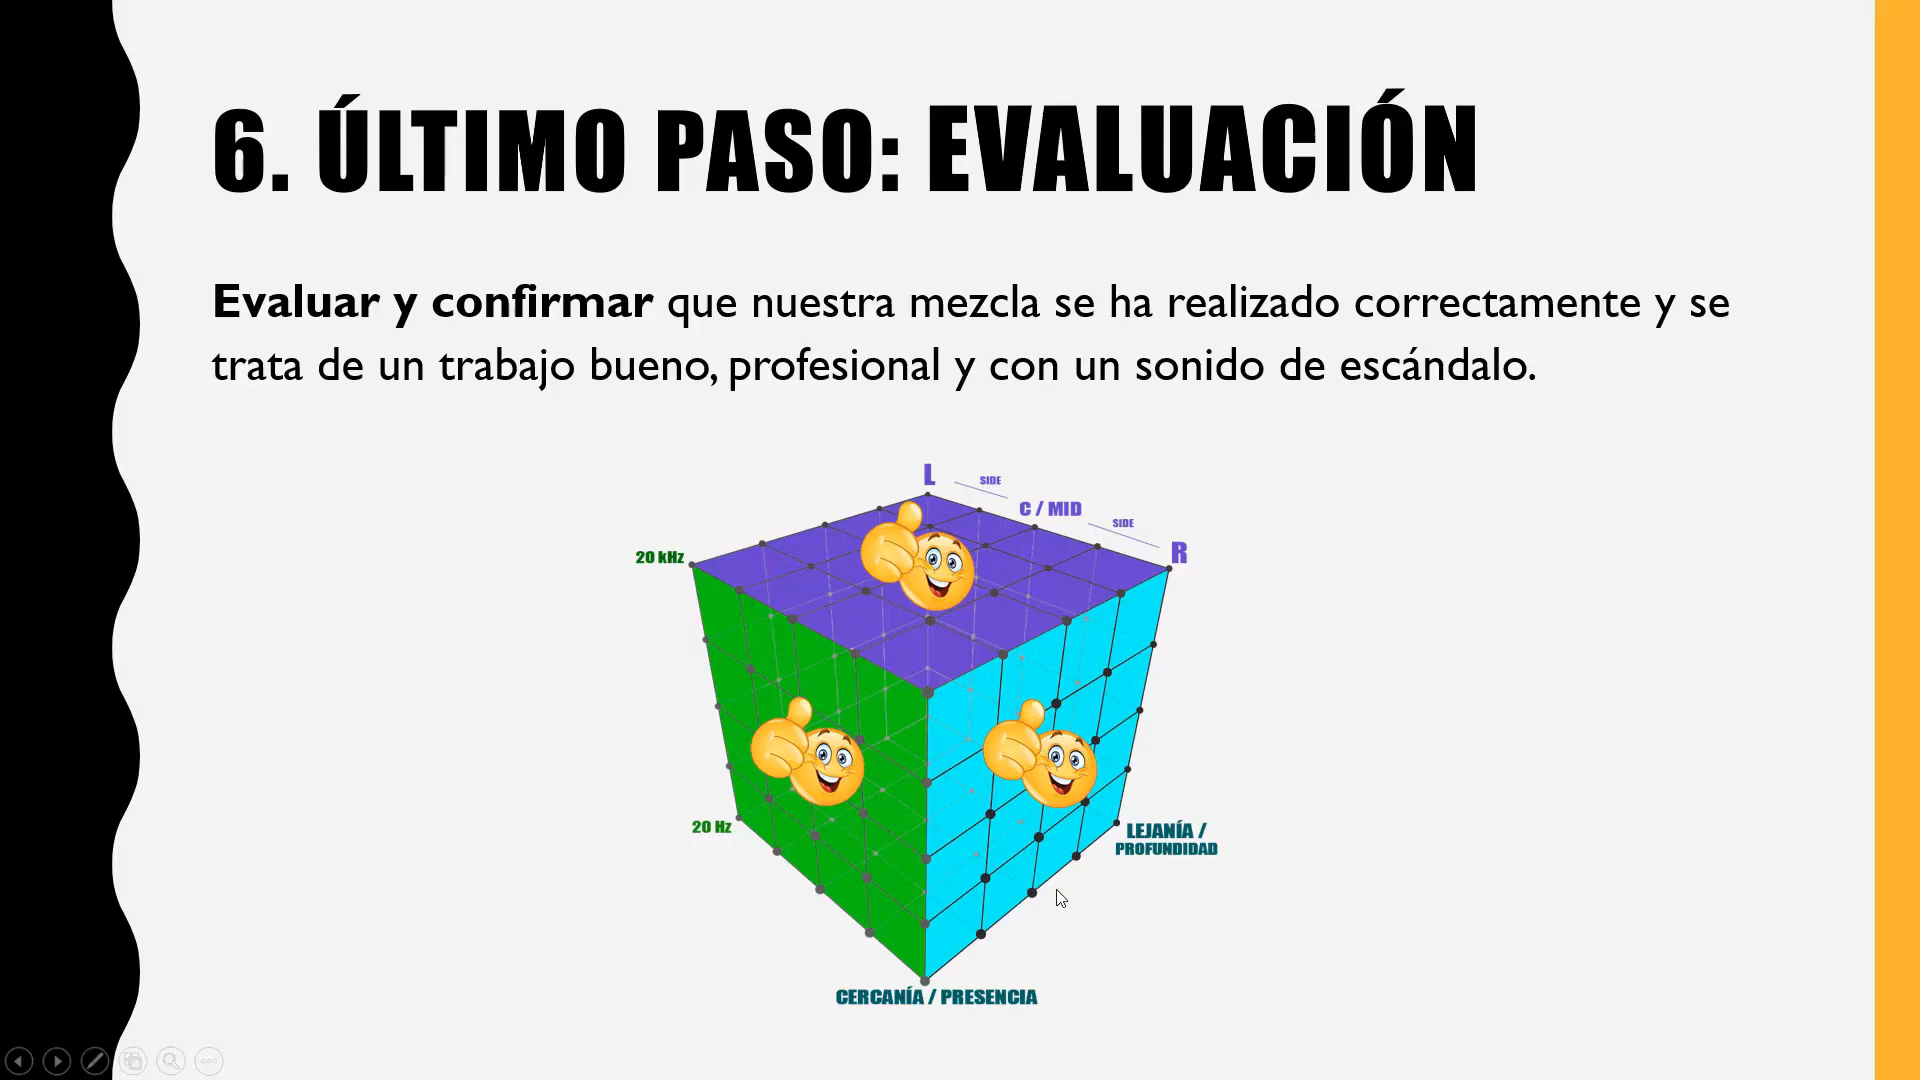 6. ÚLTIMO PASO: EVALUACIÓN
Evaluar y confirmar que nuestra mezcla se ha realizado correctamente y se
trata de un trabajo bueno, profesional y con un sonido de escándalo.
L
SIDE
C / MID
SIDE
R
20 kHz
20 Hz
LEJANÍA /
PROFUNDIDAD
CERCANÍA / PRESENCIA